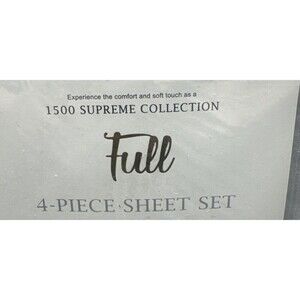 Experience the comfort and soft touch as a
1500 SUPREME COLLECTION
Full
4-PIECE SHEET SET